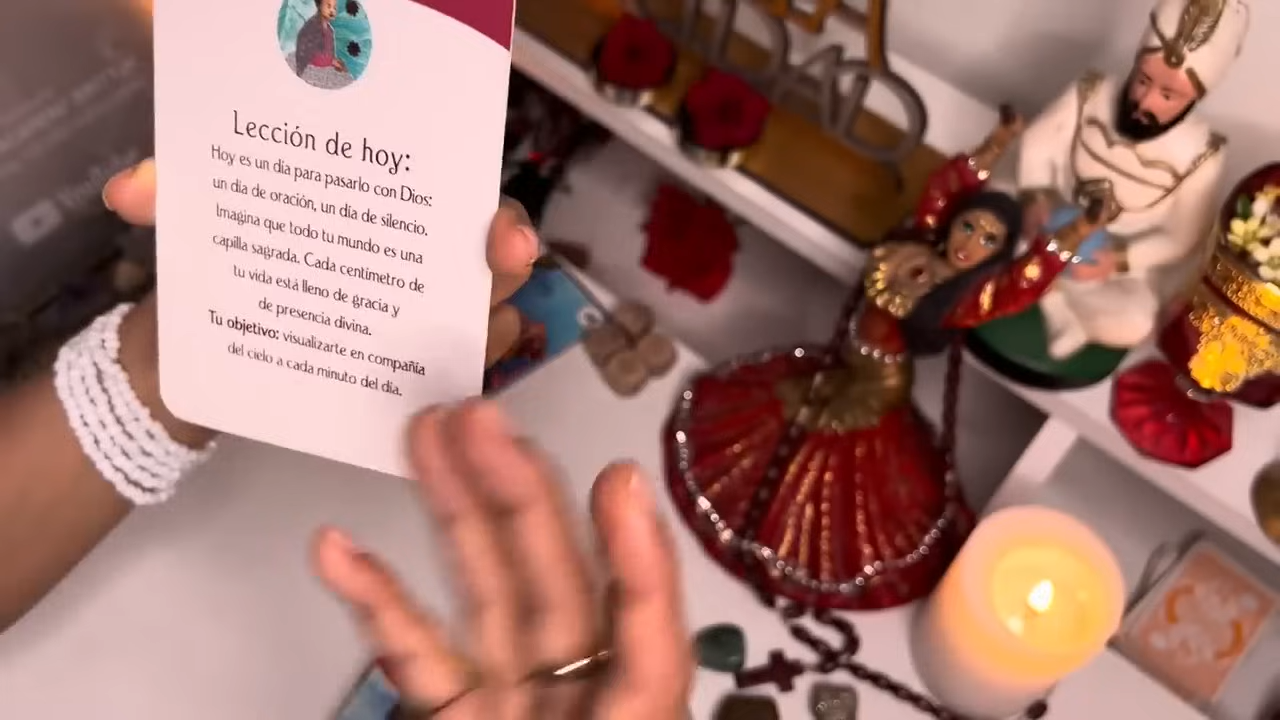 Lección de hoy:
Hoy es un día para pasarlo con Dios:
un día de oración, un día de silencio.
Imagina que todo tu mundo es una
capilla sagrada. Cada centímetro de
tu vida está lleno de gracia y
de presencia divina.
Tu objetivo: visualizarte en compañía
del cielo a cada minuto del día.
YouTube